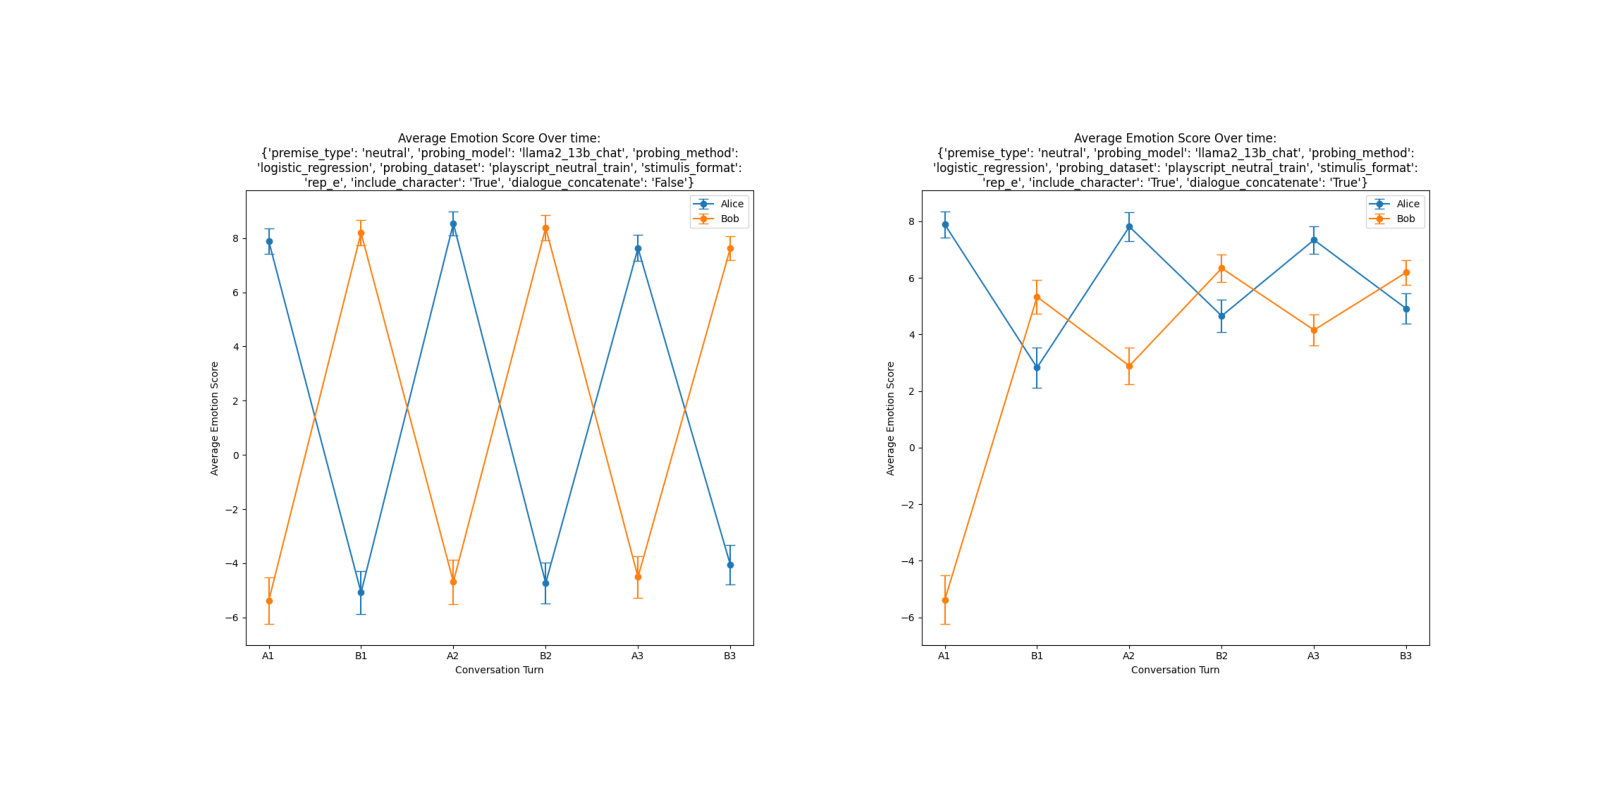 Average Emotion Score Over time:
{'premise_type': 'neutral', 'probing_model': 'llama2_13b_chat', 'probing_method':
'logistic_regression', 'probing_dataset': 'playscript_neutral_train', 'stimulis_format':
'rep_e', 'include_character': 'True', 'dialogue_concatenate': 'False'}
Alice
Bob
Average Emotion Score
8
6
4
2
0
−2
−4
−6
A1 B1 A2 B2 A3 B3
Conversation Turn
Average Emotion Score Over time:
{'premise_type': 'neutral', 'probing_model': 'llama2_13b_chat', 'probing_method':
'logistic_regression', 'probing_dataset': 'playscript_neutral_train', 'stimulis_format':
'rep_e', 'include_character': 'True', 'dialogue_concatenate': 'True'}
Alice
Bob
Average Emotion Score
8
6
4
2
0
−2
−4
−6
A1 B1 A2 B2 A3 B3
Conversation Turn